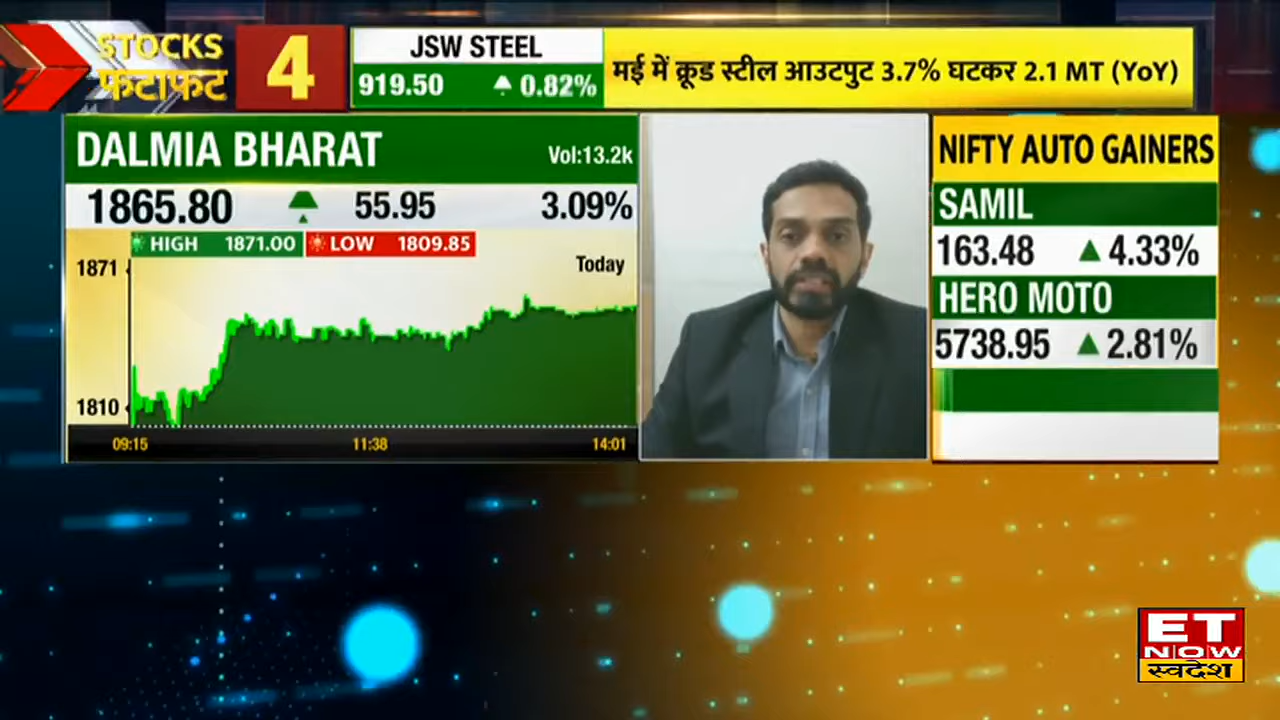 STOCKS
फटाफट
4
JSW STEEL
919.50 ▲ 0.82%
मई में क्रूड स्टील आउटपुट 3.7% घटकर 2.1 MT (YoY)
DALMIA BHARAT Vol:13.2k
1865.80 ▲ 55.95 3.09%
HIGH 1871.00 LOW 1809.85
1871 Today
1810
09:15 11:38 14:01
NIFTY AUTO GAINERS
SAMIL
163.48 ▲ 4.33%
HERO MOTO
5738.95 ▲ 2.81%
ET
NOW
स्वदेश